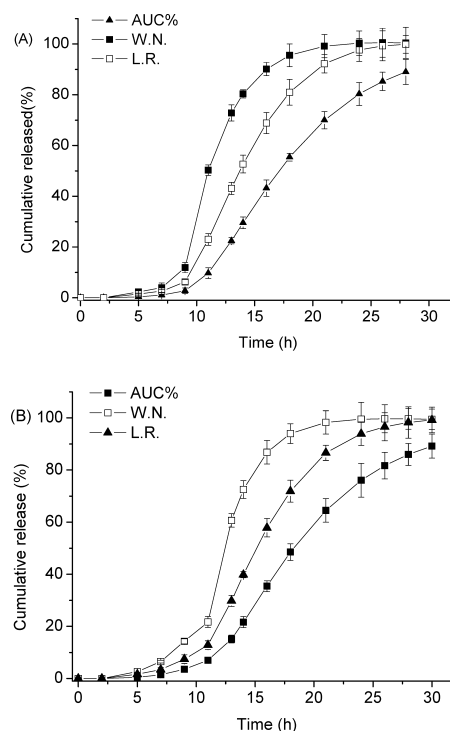 (A)
AUC%
W.N.
L.R.
100
80
60
40
20
0
Cumulative released(%)
0 5 10 15 20 25 30
Time (h)
(B)
AUC%
W.N.
L.R.
100
80
60
40
20
0
Cumulative release (%)
0 5 10 15 20 25 30
Time (h)